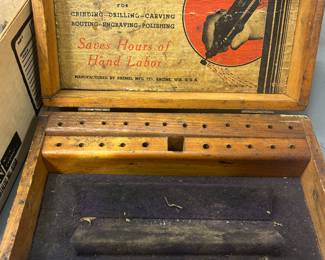 FOR
GRINDING–DRILLING–CARVING
ROUTING–ENGRAVING–POLISHING
Saves Hours of
Hand Labor
MANUFACTURED BY DREMEL MFG. CO. RACINE, WIS., U.S.A.